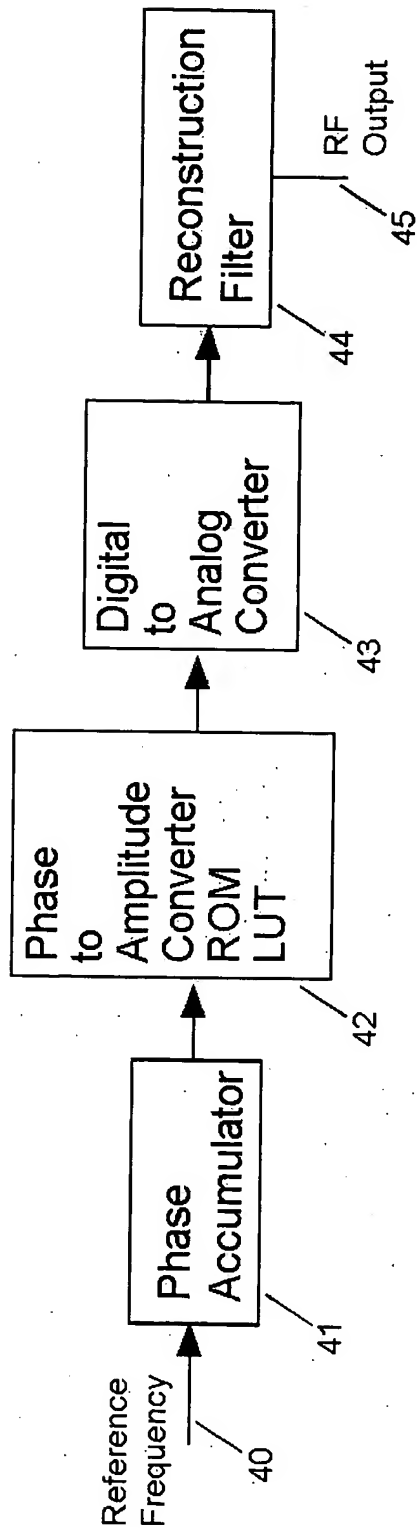 Reference
Frequency
40
Phase
Accumulator
41
Phase
to
Amplitude
Converter
ROM
LUT
42
Digital
to
Analog
Converter
43
Reconstruction
Filter
44
45
RF
Output